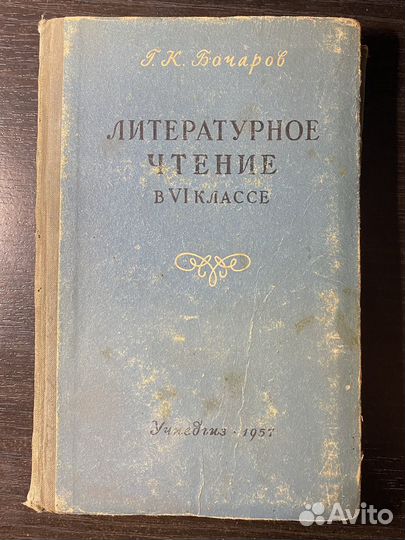 Г. К. Бочаров
ЛИТЕРАТУРНОЕ
ЧТЕНИЕ
В VI КЛАССЕ
Учпедгиз • 1957
Avito